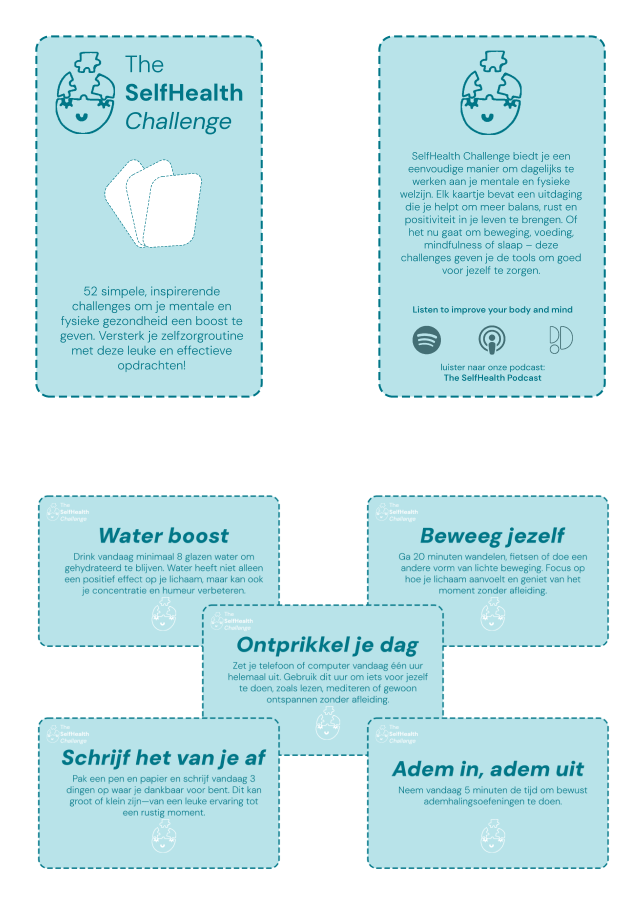 The
SelfHealth
Challenge
52 simpele, inspirerende
challenges om je mentale en
fysieke gezondheid een boost te
geven. Versterk je zelfzorgroutine
met deze leuke en effectieve
opdrachten!
SelfHealth Challenge biedt je een
eenvoudige manier om dagelijks te
werken aan je mentale en fysieke
welzijn. Elk kaartje bevat een uitdaging
die je helpt om meer balans, rust en
positiviteit in je leven te brengen. Of
het nu gaat om beweging, voeding,
mindfulness of slaap – deze
challenges geven je de tools om goed
voor jezelf te zorgen.
Listen to improve your body and mind
luister naar onze podcast:
The SelfHealth Podcast
The
SelfHealth
Challenge
Water boost
Drink vandaag minimaal 8 glazen water om
gehydrateerd te blijven. Water heeft niet alleen
een positief effect op je lichaam, maar kan ook
je concentratie en humeur verbeteren.
The
SelfHealth
Challenge
Beweeg jezelf
Ga 20 minuten wandelen, fietsen of doe een
andere vorm van lichte beweging. Focus op
hoe je lichaam aanvoelt en geniet van het
moment zonder afleiding.
The
SelfHealth
Challenge
Ontprikkel je dag
Zet je telefoon of computer vandaag één uur
helemaal uit. Gebruik dit uur om iets voor jezelf
te doen, zoals lezen, mediteren of gewoon
ontspannen zonder afleiding.
The
SelfHealth
Challenge
Schrijf het van je af
Pak een pen en papier en schrijf vandaag 3
dingen op waar je dankbaar voor bent. Dit kan
groot of klein zijn—van een leuke ervaring tot
een rustig moment.
The
SelfHealth
Challenge
Adem in, adem uit
Neem vandaag 5 minuten de tijd om bewust
ademhalingsoefeningen te doen.